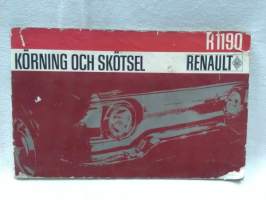 R1190
KÖRNING OCH SKÖTSEL RENAULT